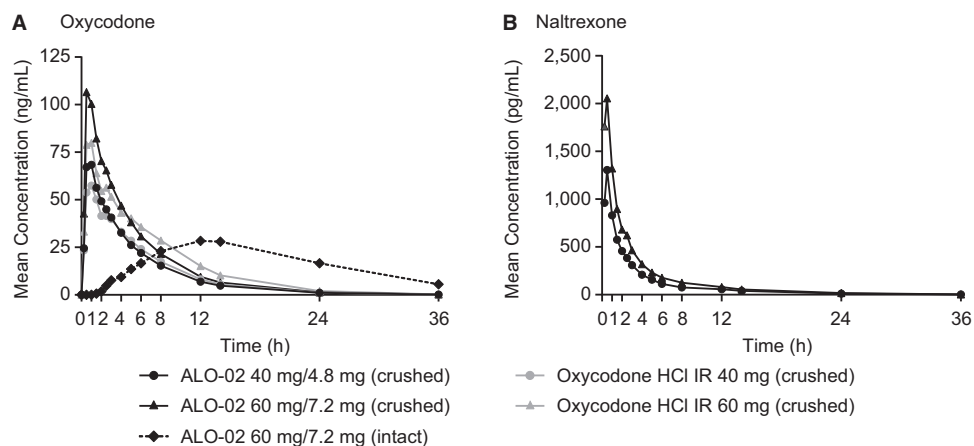 A Oxycodone
Mean Concentration (ng/mL)
125
100
75
50
25
0
0 1 2 4 6 8 12 24 36
Time (h)
B Naltrexone
Mean Concentration (pg/mL)
2,500
2,000
1,500
1,000
500
0
0 1 2 4 6 8 12 24 36
Time (h)
ALO-02 40 mg/4.8 mg (crushed)
ALO-02 60 mg/7.2 mg (crushed)
ALO-02 60 mg/7.2 mg (intact)
Oxycodone HCl IR 40 mg (crushed)
Oxycodone HCl IR 60 mg (crushed)